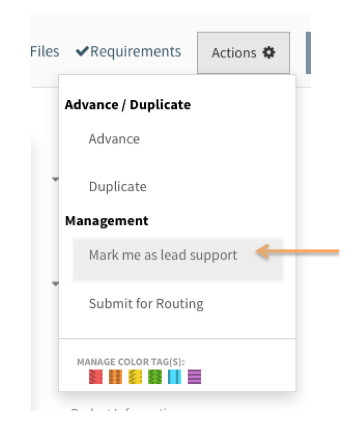 Files ✔Requirements Actions ⚙
Advance / Duplicate
Advance
Duplicate
Management
Mark me as lead support
Submit for Routing
MANAGE COLOR TAG(S):